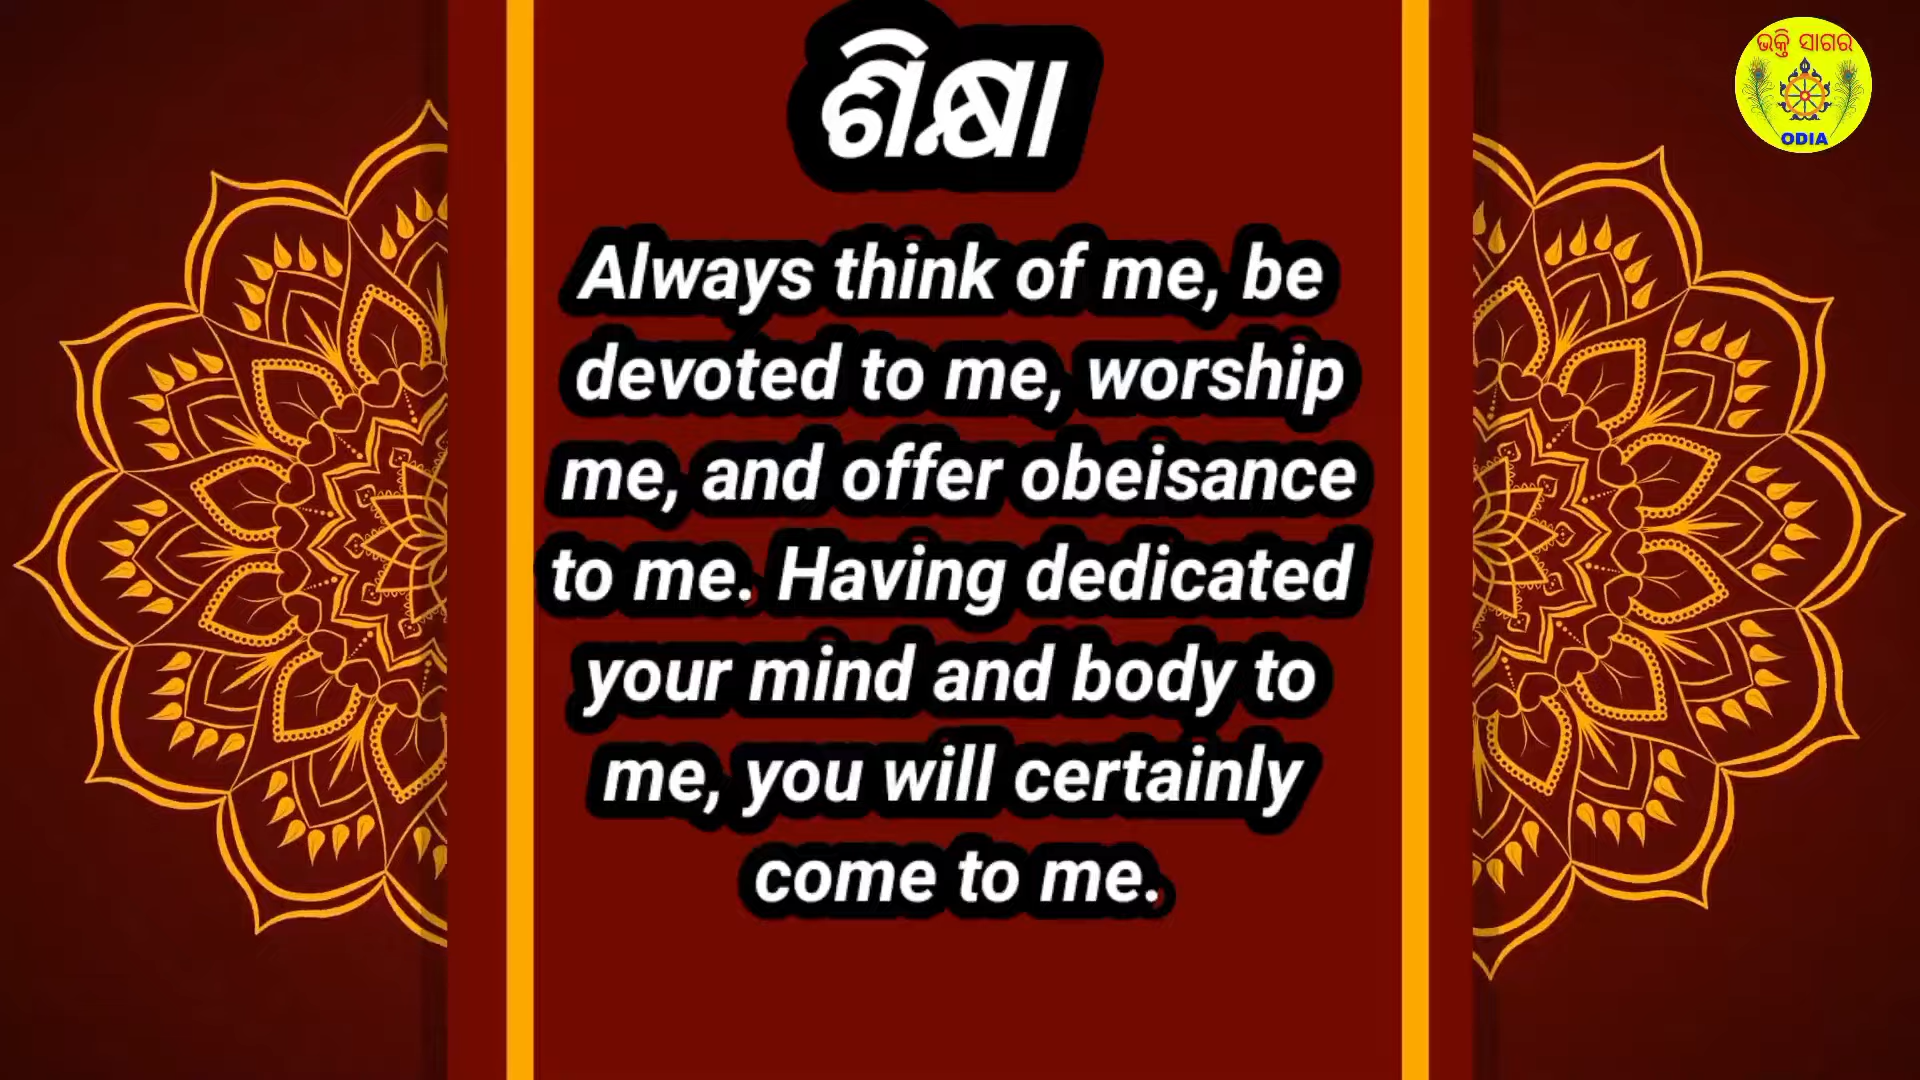 ଶିକ୍ଷା
ଭକ୍ତି ସାଗର
ODIA
Always think of me, be
devoted to me, worship
me, and offer obeisance
to me. Having dedicated
your mind and body to
me, you will certainly
come to me.